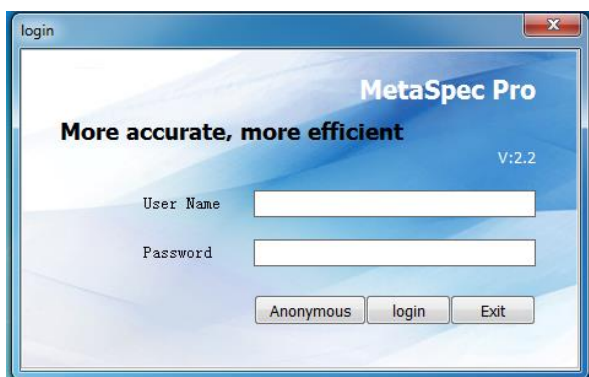 login
MetaSpec Pro
More accurate, more efficient
V:2.2
User Name
Password
Anonymous login Exit